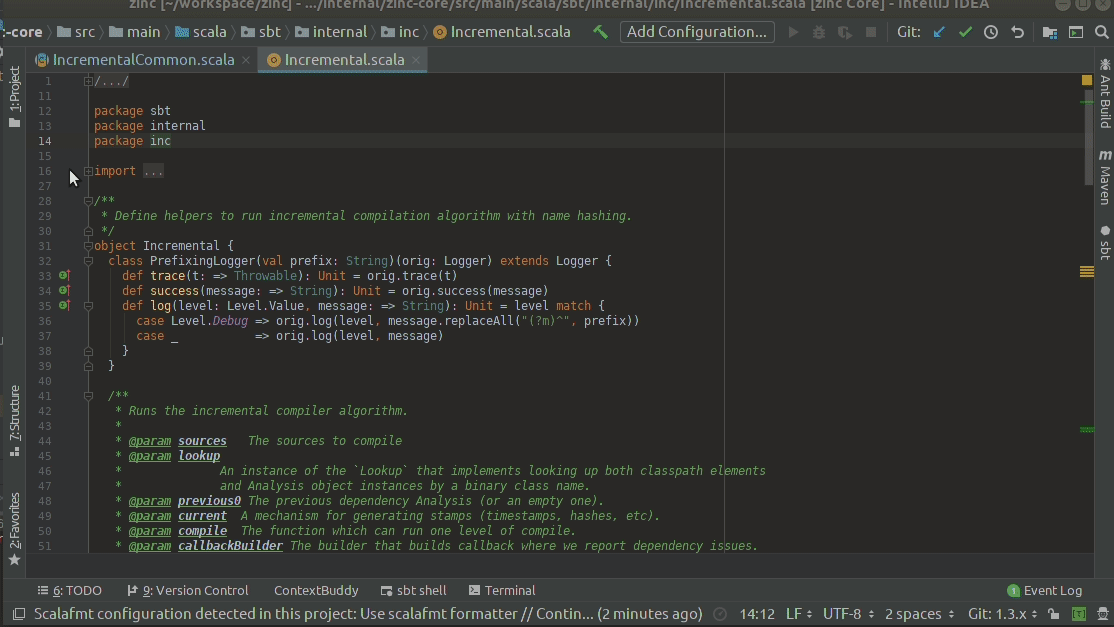 zinc [~/workspace/zinc] - .../internal/zinc-core/src/main/scala/sbt/internal/inc/Incremental.scala [zinc Core] - IntelliJ IDEA
:-core src main scala sbt internal inc Incremental.scala Add Configuration... Git:
IncrementalCommon.scala Incremental.scala
1 /.../
11
12 package sbt
13 package internal
14 package inc
15
16 import ...
27
28 /**
29 * Define helpers to run incremental compilation algorithm with name hashing.
30 */
31 object Incremental {
32 class PrefixingLogger(val prefix: String)(orig: Logger) extends Logger {
33 def trace(t: => Throwable): Unit = orig.trace(t)
34 def success(message: => String): Unit = orig.success(message)
35 def log(level: Level.Value, message: => String): Unit = level match {
36 case Level.Debug => orig.log(level, message.replaceAll("(?m)^", prefix))
37 case _ => orig.log(level, message)
38 }
39 }
40
41 /**
42 * Runs the incremental compiler algorithm.
43 *
44 * @param sources The sources to compile
45 * @param lookup
46 * An instance of the `Lookup` that implements looking up both classpath elements
47 * and Analysis object instances by a binary class name.
48 * @param previous0 The previous dependency Analysis (or an empty one).
49 * @param current A mechanism for generating stamps (timestamps, hashes, etc).
50 * @param compile The function which can run one level of compile.
51 * @param callbackBuilder The builder that builds callback where we report dependency issues.
1: Project
7: Structure
2: Favorites
Ant Build
m Maven
sbt
6: TODO 9: Version Control ContextBuddy sbt shell Terminal 1 Event Log
Scalafmt configuration detected in this project: Use scalafmt formatter // Contin... (2 minutes ago) 14:12 LF UTF-8 2 spaces Git: 1.3.x